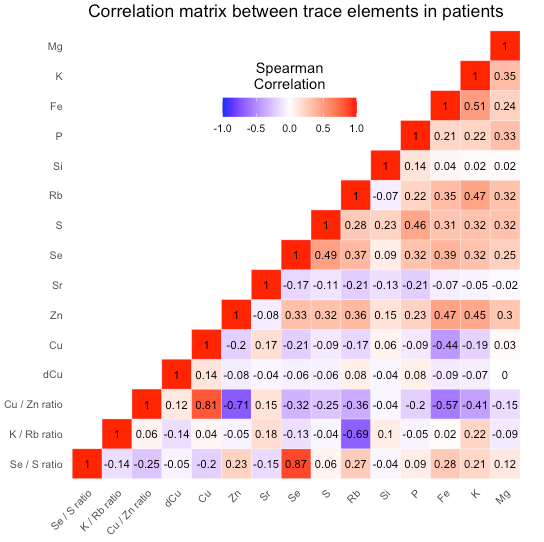 Correlation matrix between trace elements in patients
Spearman
Correlation
-1.0 -0.5 0.0 0.5 1.0
Mg 1
K 1 0.35
Fe 1 0.51 0.24
P 1 0.21 0.22 0.33
Si 1 0.14 0.04 0.02 0.02
Rb 1 -0.07 0.22 0.35 0.47 0.32
S 1 0.28 0.23 0.46 0.31 0.32 0.32
Se 1 0.49 0.37 0.09 0.32 0.39 0.32 0.25
Sr 1 -0.17 -0.11 -0.21 -0.13 -0.21 -0.07 -0.05 -0.02
Zn 1 -0.08 0.33 0.32 0.36 0.15 0.23 0.47 0.45 0.3
Cu 1 -0.2 0.17 -0.21 -0.09 -0.17 0.06 -0.09 -0.44 -0.19 0.03
dCu 1 0.14 -0.08 -0.04 -0.06 -0.06 0.08 -0.04 0.08 -0.09 -0.07 0
Cu / Zn ratio 1 0.12 0.81 -0.71 0.15 -0.32 -0.25 -0.36 -0.04 -0.2 -0.57 -0.41 -0.15
K / Rb ratio 1 0.06 -0.14 0.04 -0.05 0.18 -0.13 -0.04 -0.69 0.1 -0.05 0.02 0.22 -0.09
Se / S ratio 1 -0.14 -0.25 -0.05 -0.2 0.23 -0.15 0.87 0.06 0.27 -0.04 0.09 0.28 0.21 0.12
Se / S ratio K / Rb ratio Cu / Zn ratio dCu Cu Zn Sr Se S Rb Si P Fe K Mg